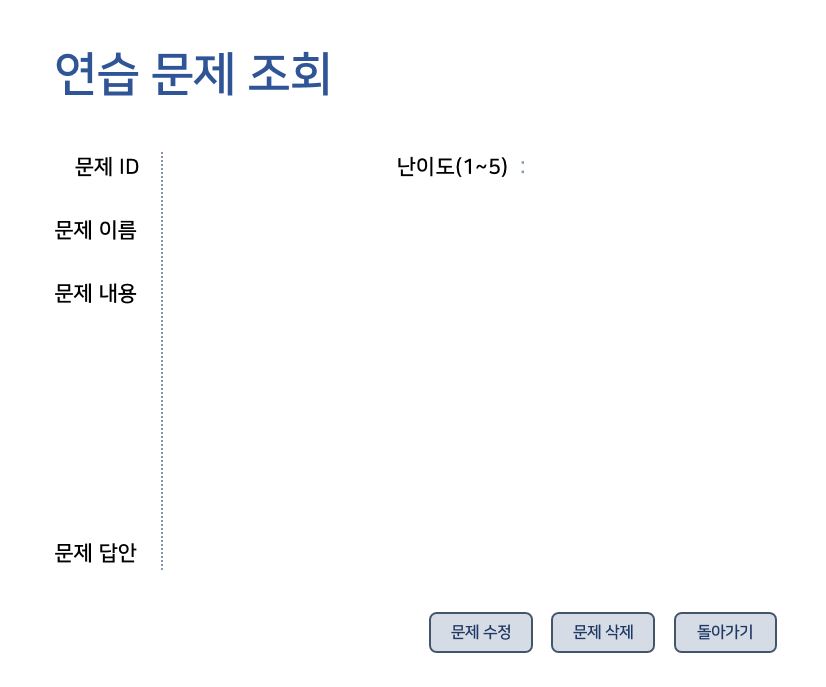 연습 문제 조회
문제 ID
난이도(1~5) :
문제 이름
문제 내용
문제 답안
문제 수정
문제 삭제
돌아가기